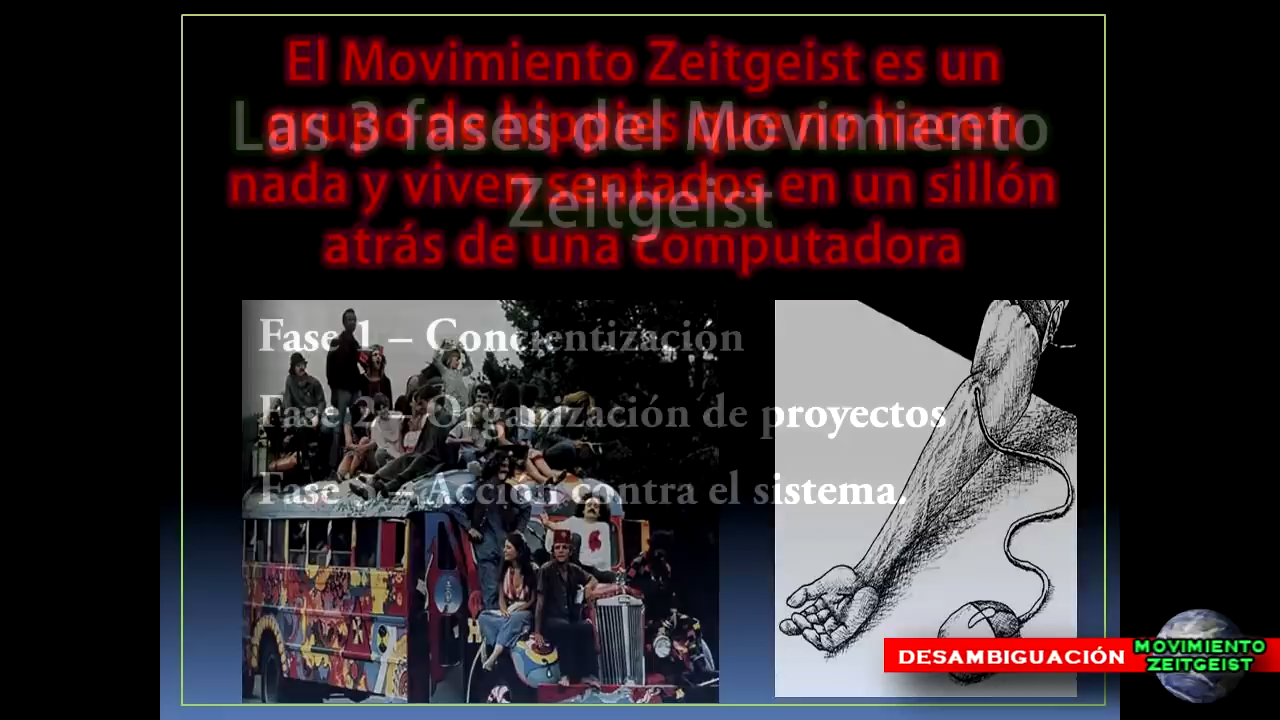 El Movimiento Zeitgeist es un
grupo de hippies que no hacen
nada y viven sentados en un sillón
atrás de una computadora
Las 3 fases del Movimiento
Zeitgeist
Fase 1 – Concientización
Fase 2 – Organización de proyectos
Fase 3 – Acción contra el sistema.
DESAMBIGUACIÓN
MOVIMIENTO
ZEITGEIST